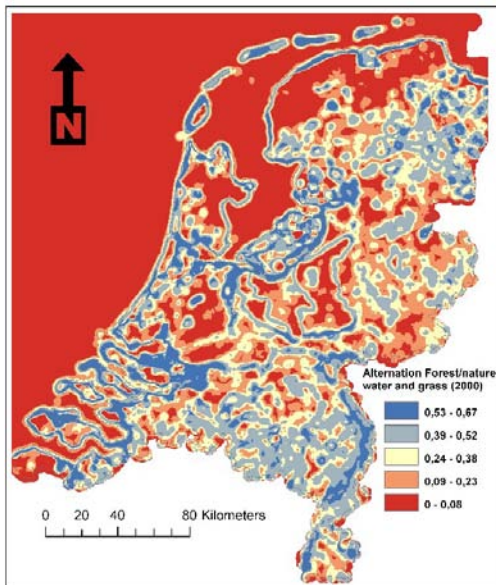 N
Alternation Forest/nature
water and grass (2000)
0,53 - 0,67
0,39 - 0,52
0,24 - 0,38
0,09 - 0,23
0 - 0,08
0 20 40 80 Kilometers